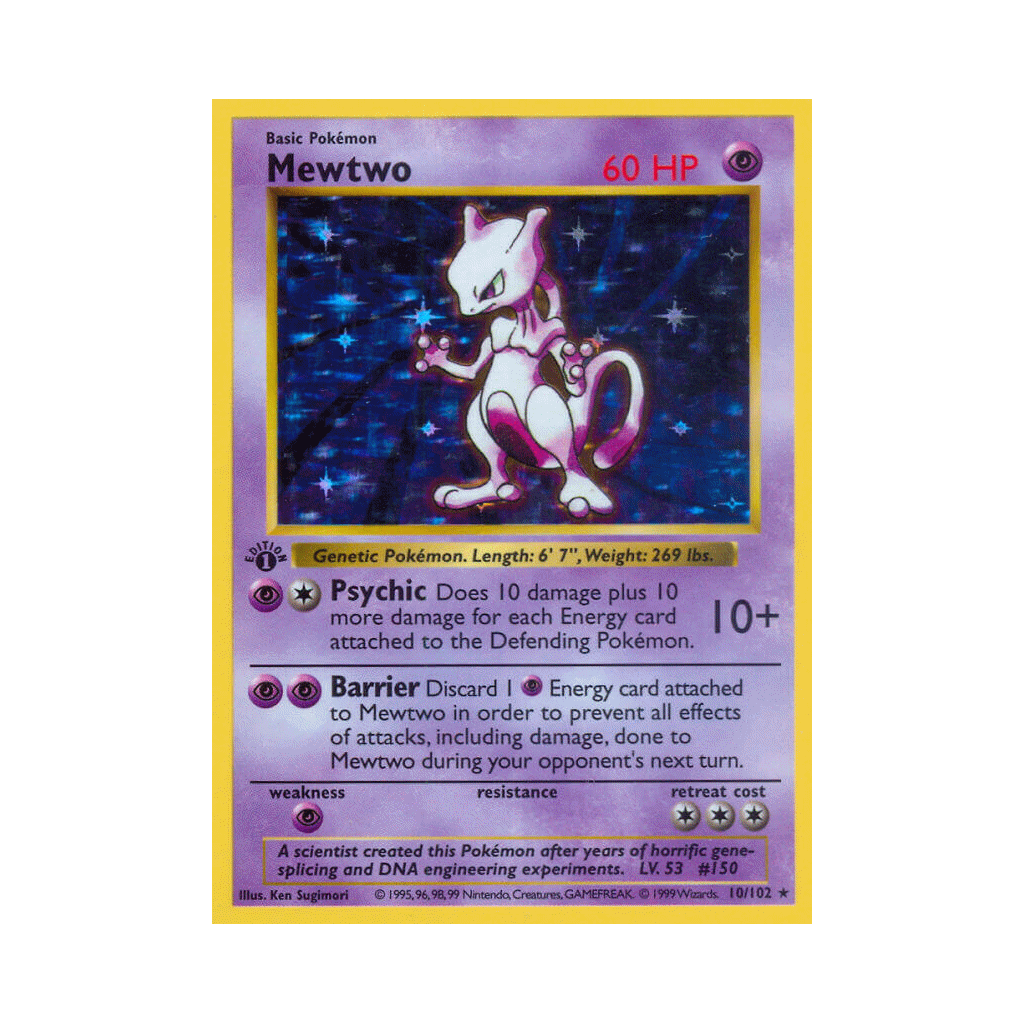 Basic Pokémon
Mewtwo 60 HP
EDITION
1
Genetic Pokémon. Length: 6' 7", Weight: 269 lbs.
Psychic Does 10 damage plus 10
more damage for each Energy card
attached to the Defending Pokémon.
10+
Barrier Discard 1 Energy card attached
to Mewtwo in order to prevent all effects
of attacks, including damage, done to
Mewtwo during your opponent's next turn.
weakness resistance retreat cost
A scientist created this Pokémon after years of horrific gene-
splicing and DNA engineering experiments. LV. 53 #150
Illus. Ken Sugimori © 1995, 96, 98, 99 Nintendo, Creatures, GAMEFREAK. © 1999 Wizards. 10/102 ★